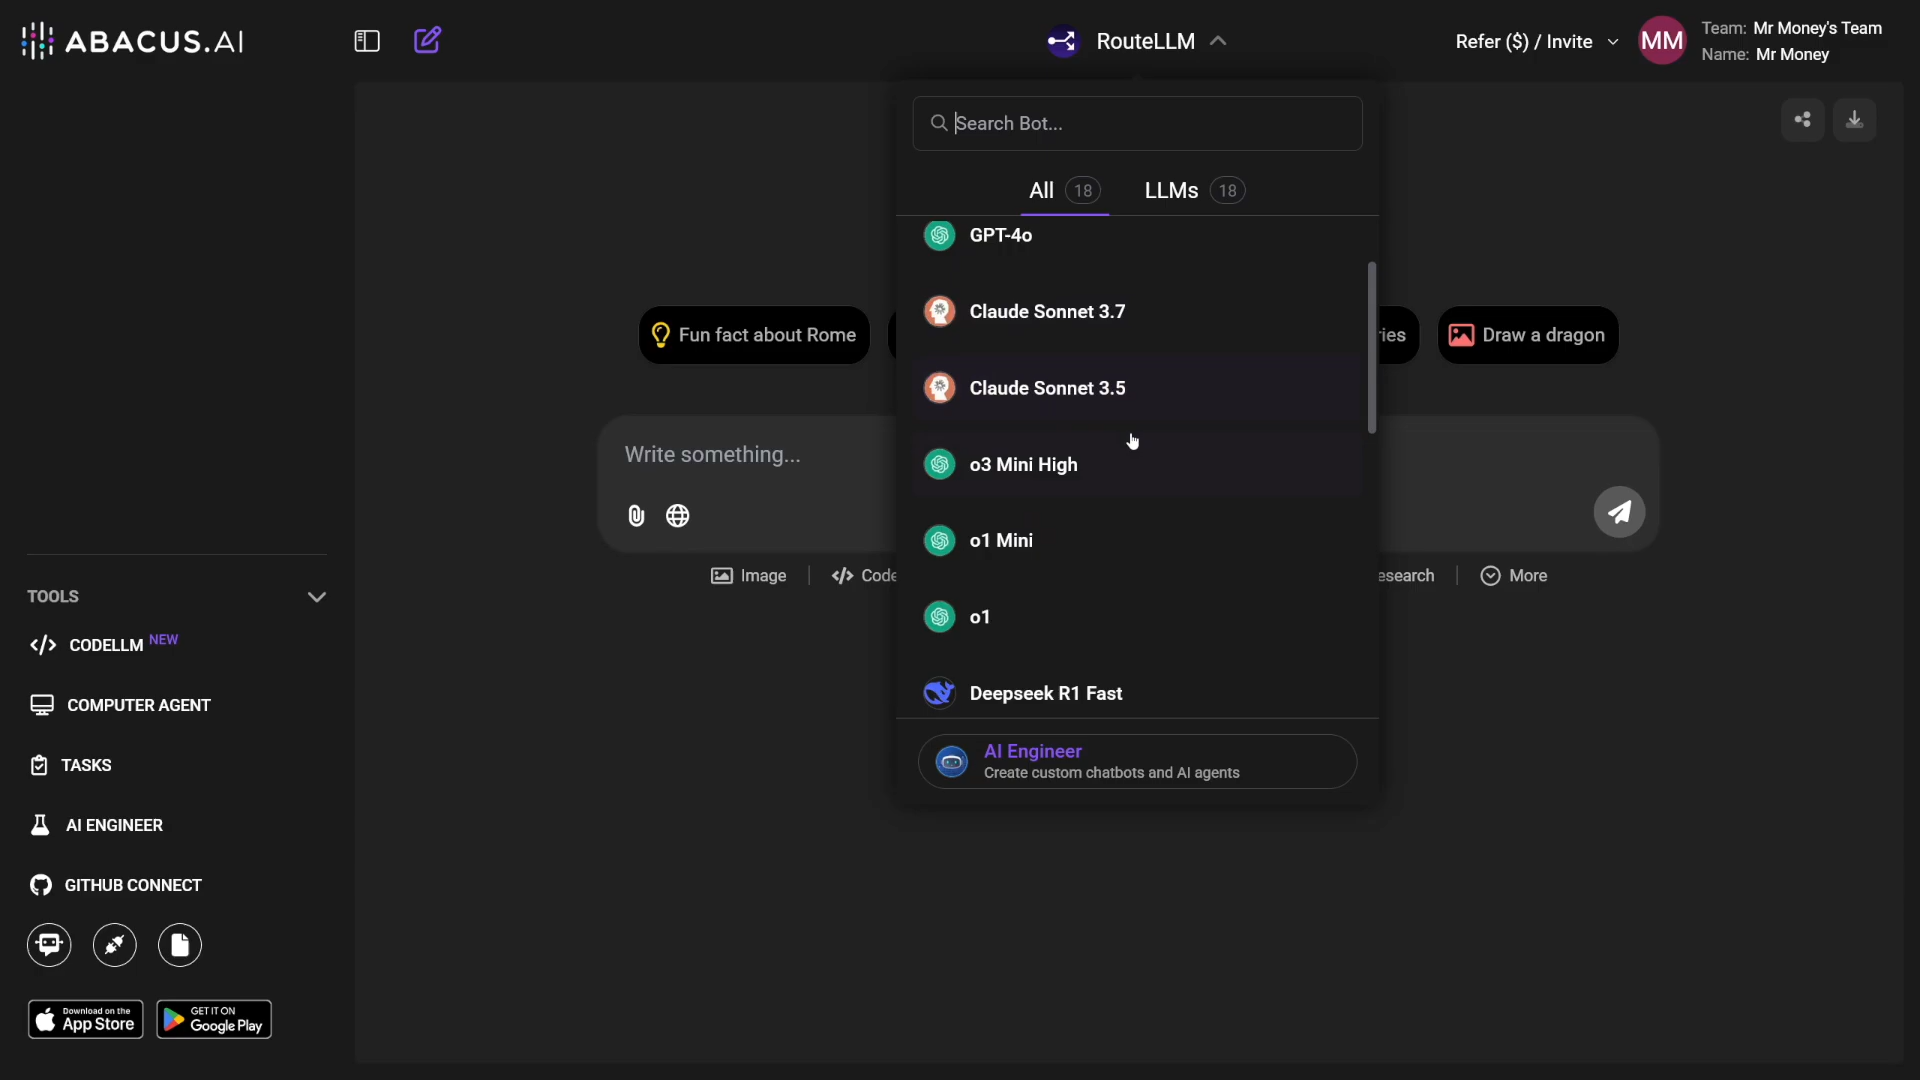 ABACUS.AI
RouteLLM
Refer ($) / Invite
MM
Team: Mr Money's Team
Name: Mr Money
Search Bot...
All 18
LLMs 18
GPT-4o
Claude Sonnet 3.7
Claude Sonnet 3.5
o3 Mini High
o1 Mini
o1
Deepseek R1 Fast
AI Engineer
Create custom chatbots and AI agents
Fun fact about Rome
ries
Draw a dragon
Write something...
Image
Code
esearch
More
TOOLS
CODELLM NEW
COMPUTER AGENT
TASKS
AI ENGINEER
GITHUB CONNECT
Download on the
App Store
GET IT ON
Google Play